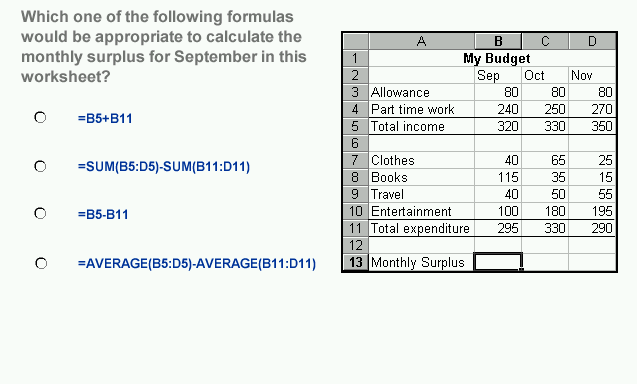 Which one of the following formulas
would be appropriate to calculate the
monthly surplus for September in this
worksheet?
=B5+B11
=SUM(B5:D5)-SUM(B11:D11)
=B5-B11
=AVERAGE(B5:D5)-AVERAGE(B11:D11)
A B C D
1 My Budget
2 Sep Oct Nov
3 Allowance 80 80 80
4 Part time work 240 250 270
5 Total income 320 330 350
6
7 Clothes 40 65 25
8 Books 115 35 15
9 Travel 40 50 55
10 Entertainment 100 180 195
11 Total expenditure 295 330 290
12
13 Monthly Surplus